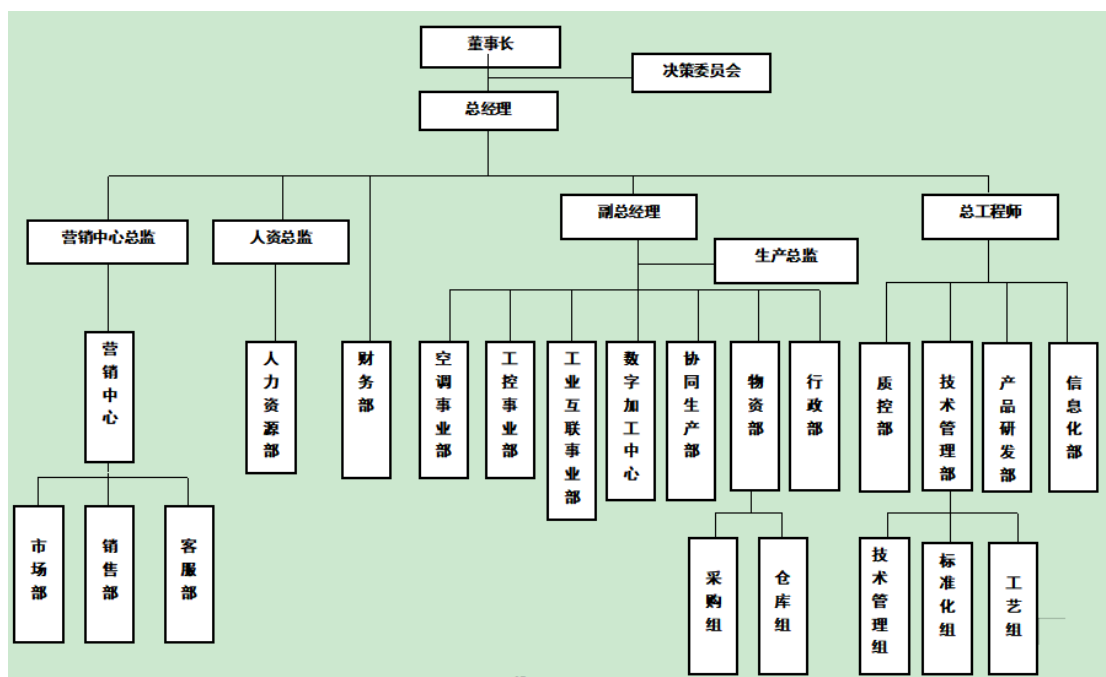 董事长
决策委员会
总经理
营销中心总监
人资总监
副总经理
总工程师
生产总监
营销中心
人力资源部
财务部
空调事业部
工控事业部
工业互联事业部
数字加工中心
协同生产部
物资部
行政部
质控部
技术管理部
产品研发部
信息化部
市场部
销售部
客服部
采购组
仓库组
技术管理组
标准化组
工艺组